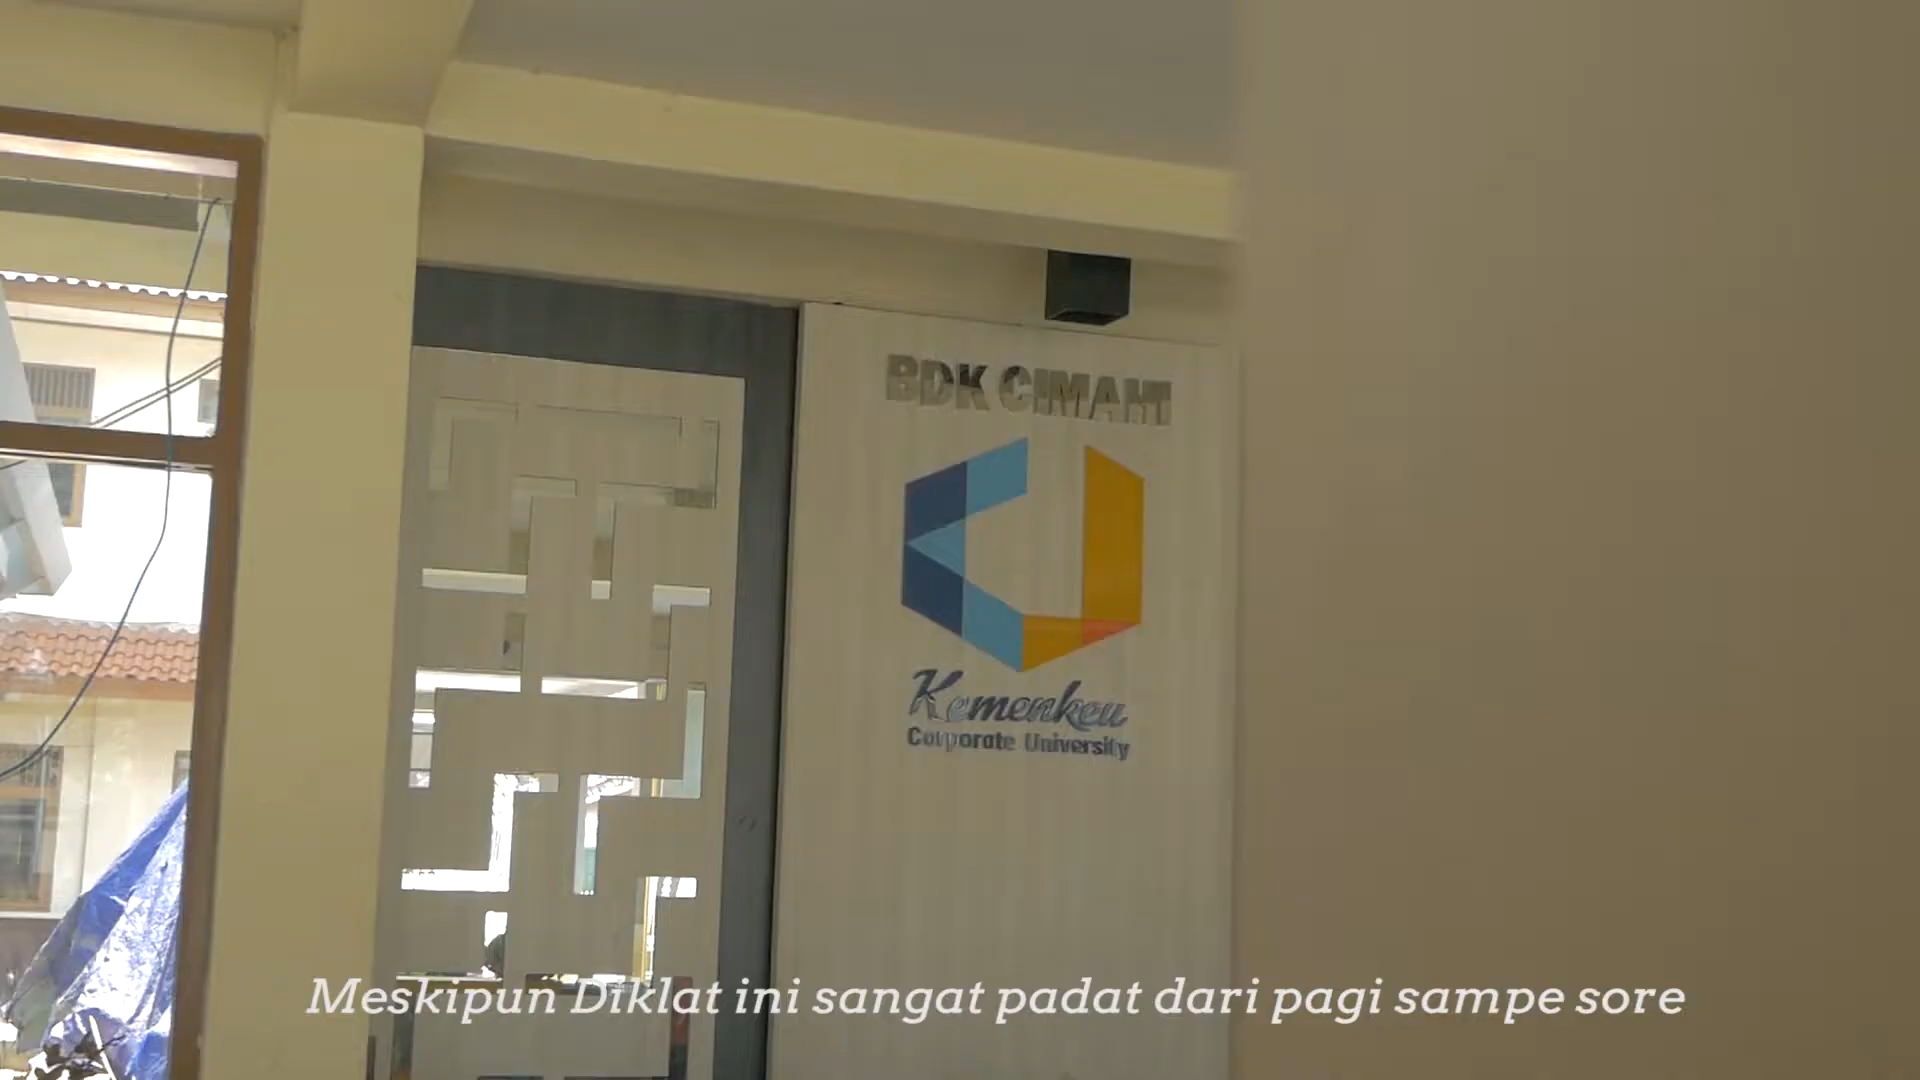 BDK CIMAHI
Kemenkeu
Corporate University
Meskipun Diklat ini sangat padat dari pagi sampe sore